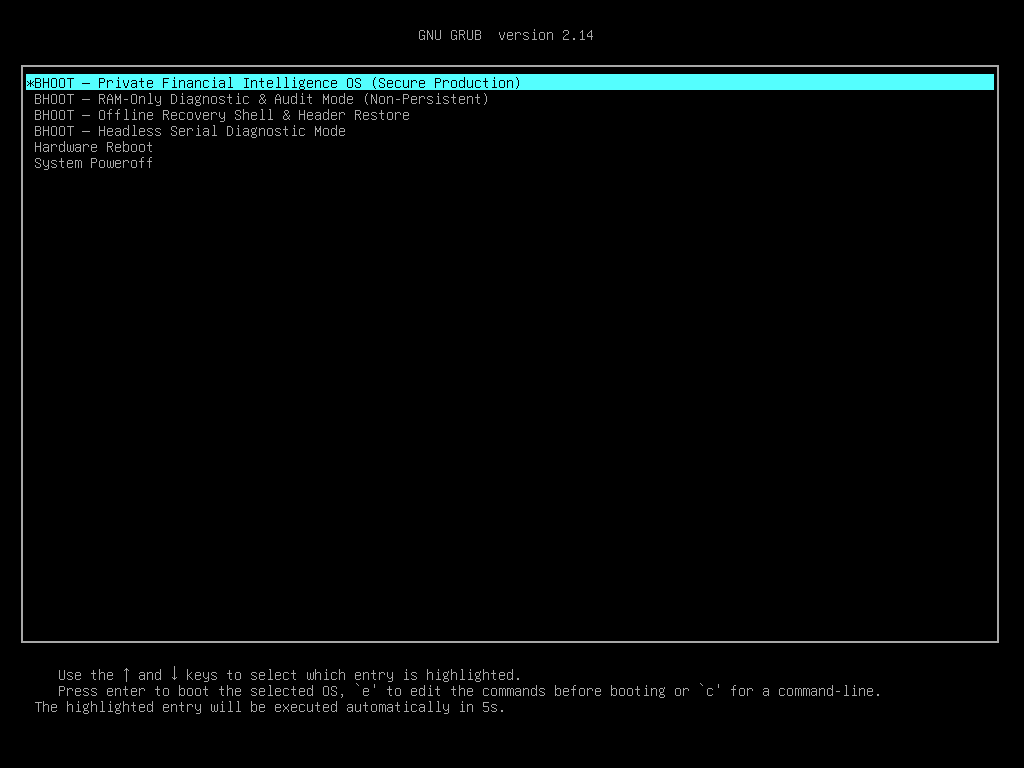 GNU GRUB  version 2.14
*BHOOT – Private Financial Intelligence OS (Secure Production)
BHOOT – RAM-Only Diagnostic & Audit Mode (Non-Persistent)
BHOOT – Offline Recovery Shell & Header Restore
BHOOT – Headless Serial Diagnostic Mode
Hardware Reboot
System Poweroff
Use the ↑ and ↓ keys to select which entry is highlighted.
Press enter to boot the selected OS, `e' to edit the commands before booting or `c' for a command-line.
The highlighted entry will be executed automatically in 5s.